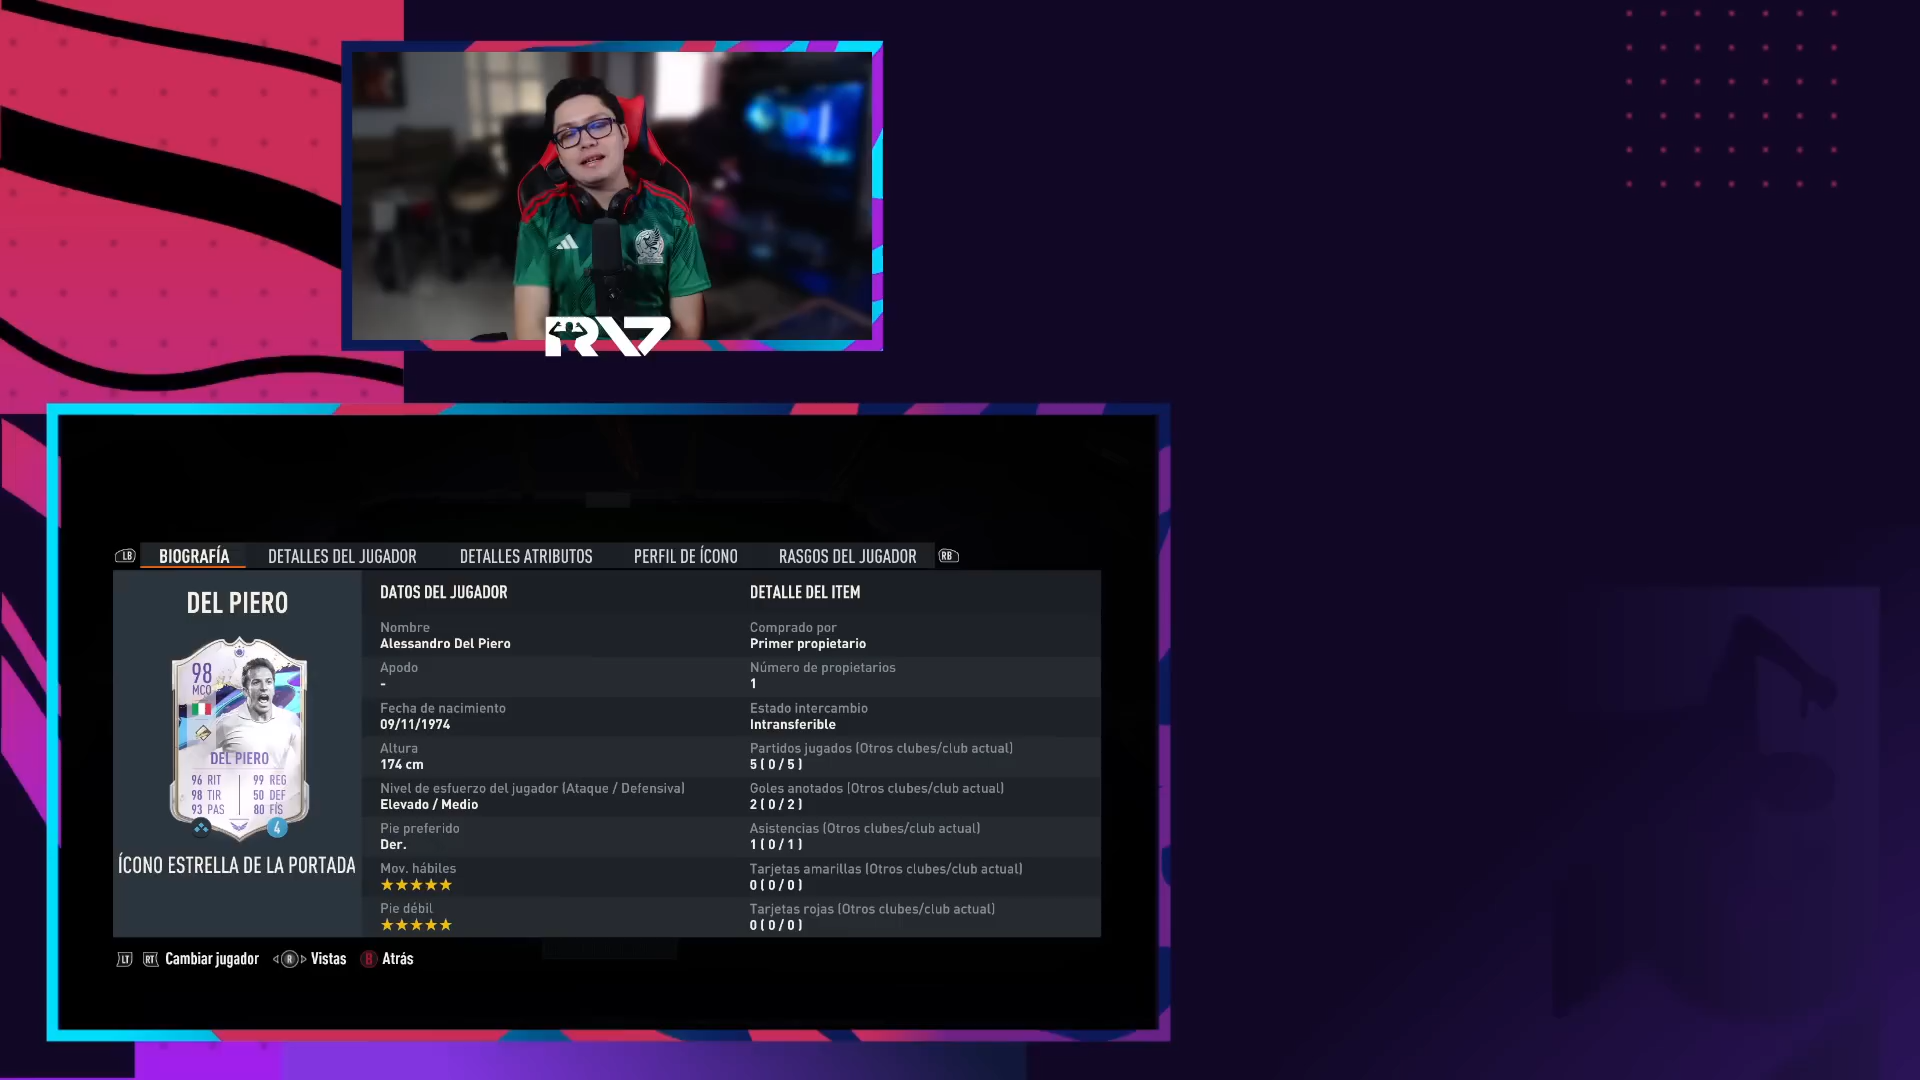 RV7
LB
BIOGRAFÍA
DETALLES DEL JUGADOR
DETALLES ATRIBUTOS
PERFIL DE ÍCONO
RASGOS DEL JUGADOR
RB
DEL PIERO
98
MCO
DEL PIERO
96 RIT 99 REG
98 TIR 50 DEF
93 PAS 80 FÍS
4
ÍCONO ESTRELLA DE LA PORTADA
DATOS DEL JUGADOR
Nombre
Alessandro Del Piero
Apodo
-
Fecha de nacimiento
09/11/1974
Altura
174 cm
Nivel de esfuerzo del jugador (Ataque / Defensiva)
Elevado / Medio
Pie preferido
Der.
Mov. hábiles
★★★★★
Pie débil
★★★★★
DETALLE DEL ITEM
Comprado por
Primer propietario
Número de propietarios
1
Estado intercambio
Intransferible
Partidos jugados (Otros clubes/club actual)
5 ( 0 / 5 )
Goles anotados (Otros clubes/club actual)
2 ( 0 / 2 )
Asistencias (Otros clubes/club actual)
1 ( 0 / 1 )
Tarjetas amarillas (Otros clubes/club actual)
0 ( 0 / 0 )
Tarjetas rojas (Otros clubes/club actual)
0 ( 0 / 0 )
LT RT Cambiar jugador R Vistas B Atrás